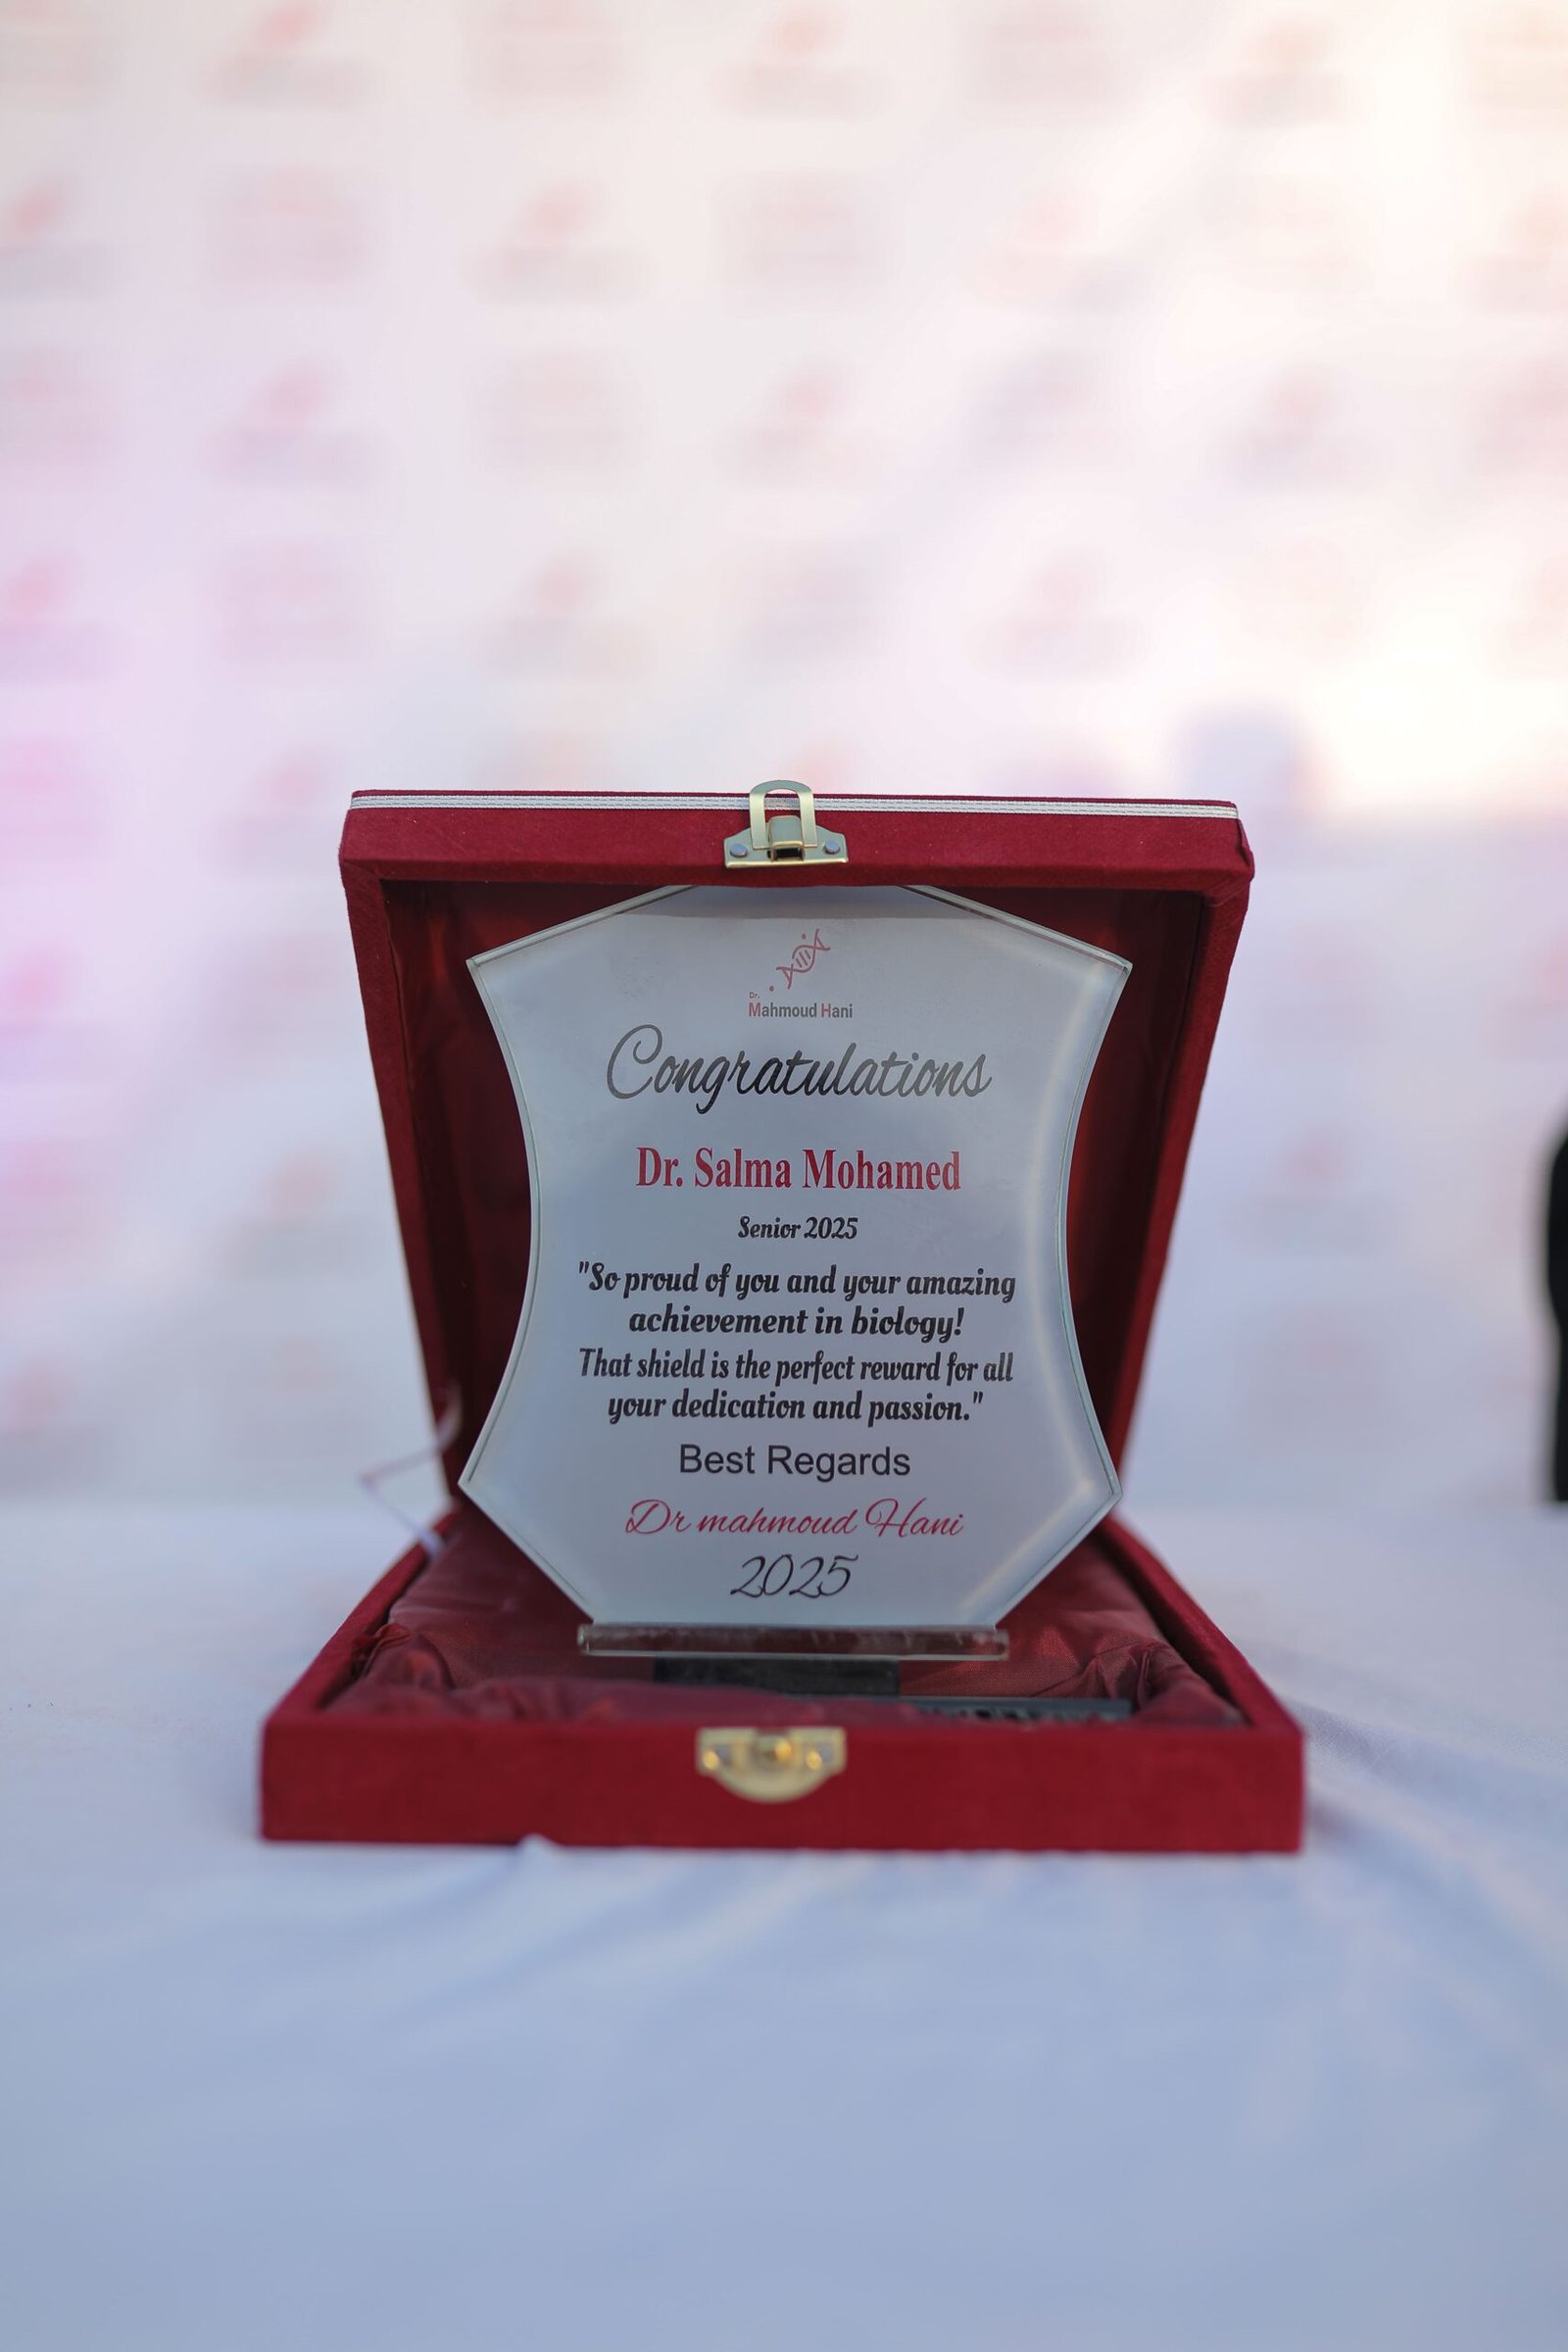 Dr.
Mahmoud Hani
Congratulations
Dr. Salma Mohamed
Senior 2025
"So proud of you and your amazing
achievement in biology!
That shield is the perfect reward for all
your dedication and passion."
Best Regards
Dr mahmoud Hani
2025